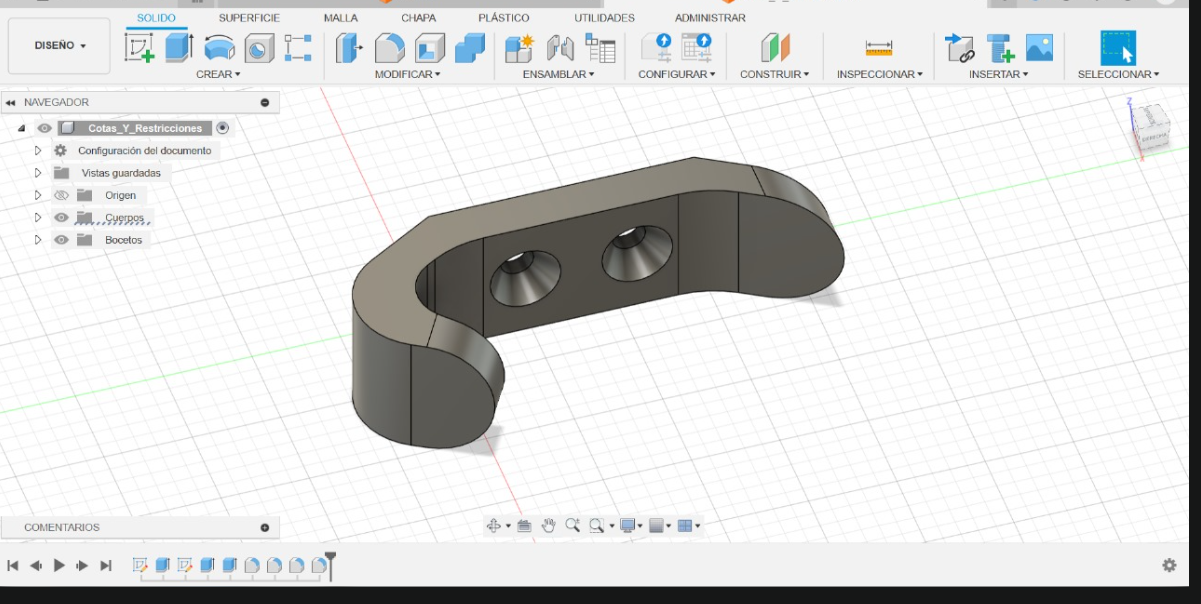 SOLIDO SUPERFICIE MALLA CHAPA PLÁSTICO UTILIDADES ADMINISTRAR
DISEÑO
CREAR MODIFICAR ENSAMBLAR CONFIGURAR CONSTRUIR INSPECCIONAR INSERTAR SELECCIONAR
NAVEGADOR
Cotas_Y_Restricciones
Configuración del documento
Vistas guardadas
Origen
Cuerpos
Bocetos
Z
COMENTARIOS